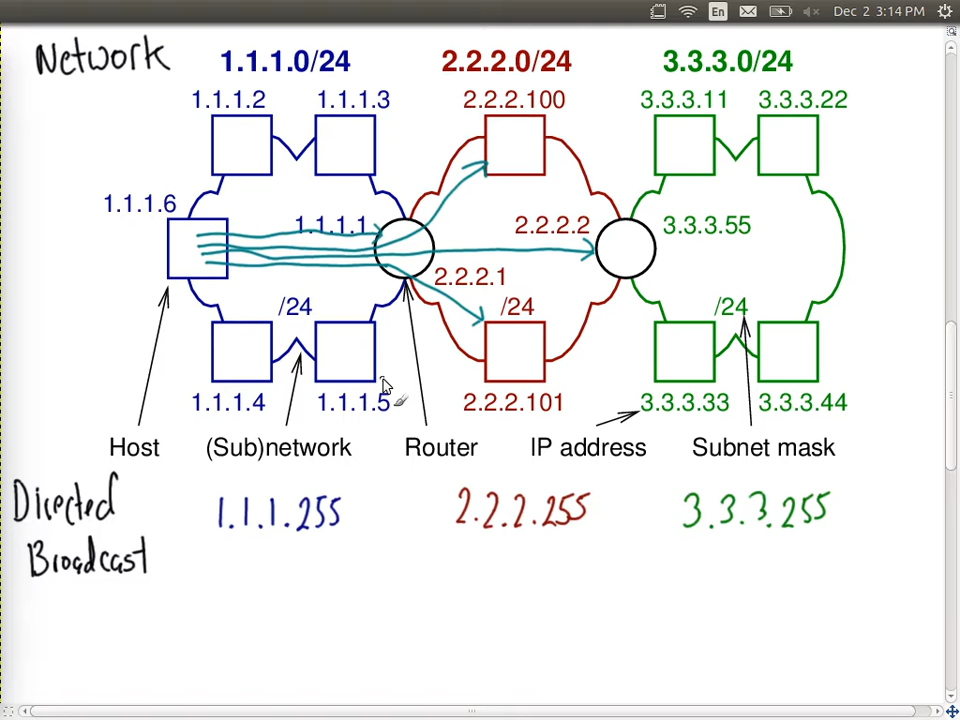 En Dec 2 3:14 PM
Network 1.1.1.0/24 2.2.2.0/24 3.3.3.0/24
1.1.1.2 1.1.1.3 2.2.2.100 3.3.3.11 3.3.3.22
1.1.1.6
1.1.1.1 2.2.2.2 3.3.3.55
2.2.2.1
/24 /24 /24
1.1.1.4 1.1.1.5 2.2.2.101 3.3.3.33 3.3.3.44
Host (Sub)network Router IP address Subnet mask
Directed 1.1.1.255 2.2.2.255 3.3.3.255
Broadcast